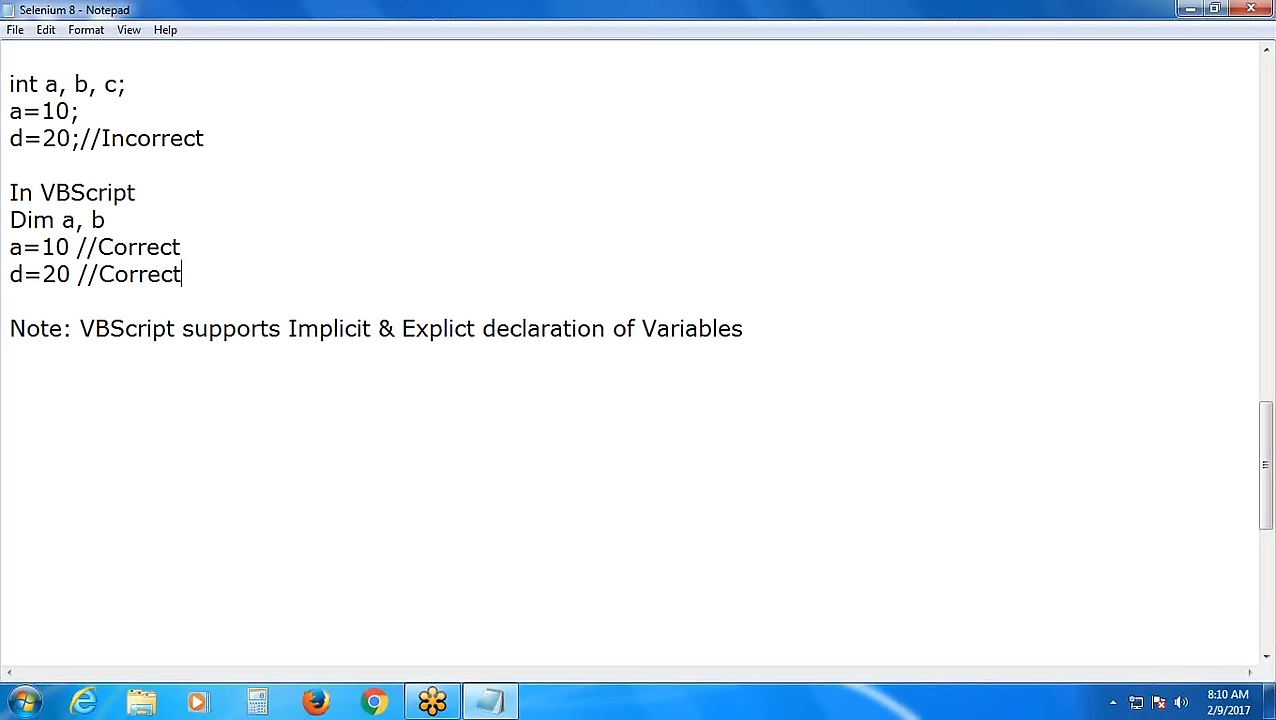 Selenium 8 - Notepad
File Edit Format View Help
int a, b, c;
a=10;
d=20;//Incorrect
In VBScript
Dim a, b
a=10 //Correct
d=20 //Correct
Note: VBScript supports Implicit & Explict declaration of Variables
8:10 AM
2/9/2017